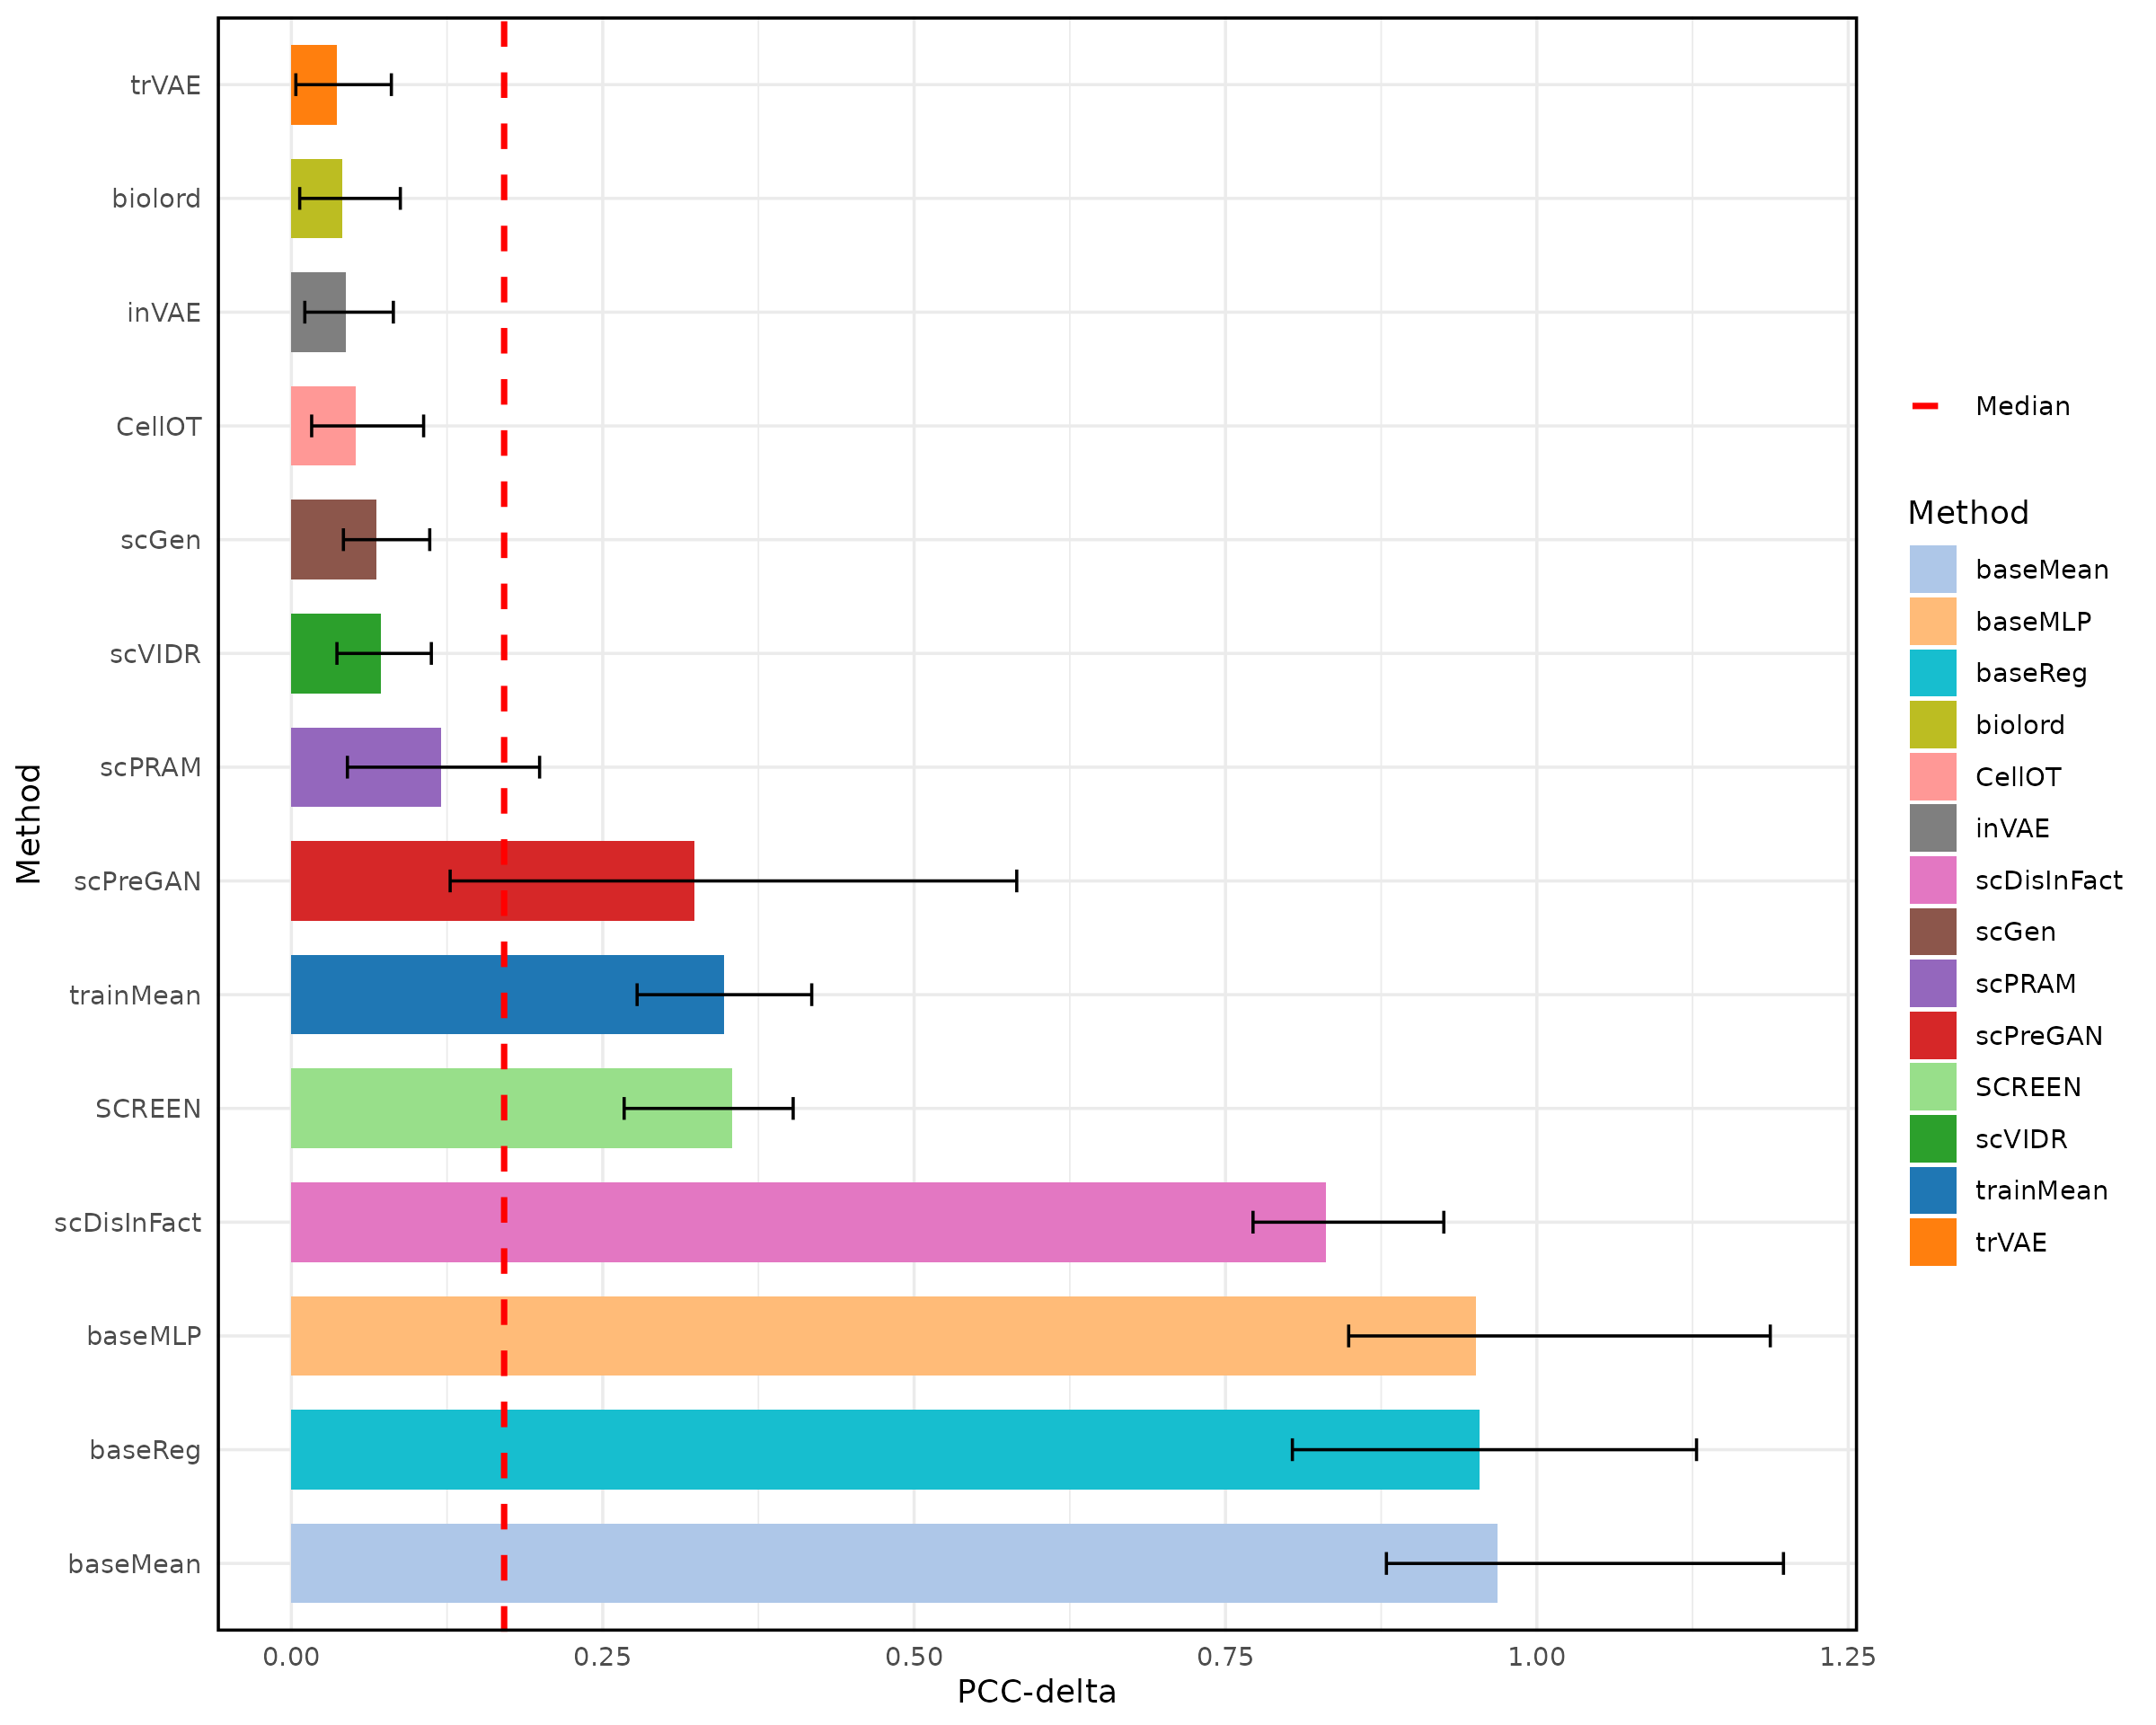 Method
trVAE
biolord
inVAE
CellOT
scGen
scVIDR
scPRAM
scPreGAN
trainMean
SCREEN
scDisInFact
baseMLP
baseReg
baseMean
0.00 0.25 0.50 0.75 1.00 1.25
PCC-delta
Median
Method
baseMean
baseMLP
baseReg
biolord
CellOT
inVAE
scDisInFact
scGen
scPRAM
scPreGAN
SCREEN
scVIDR
trainMean
trVAE